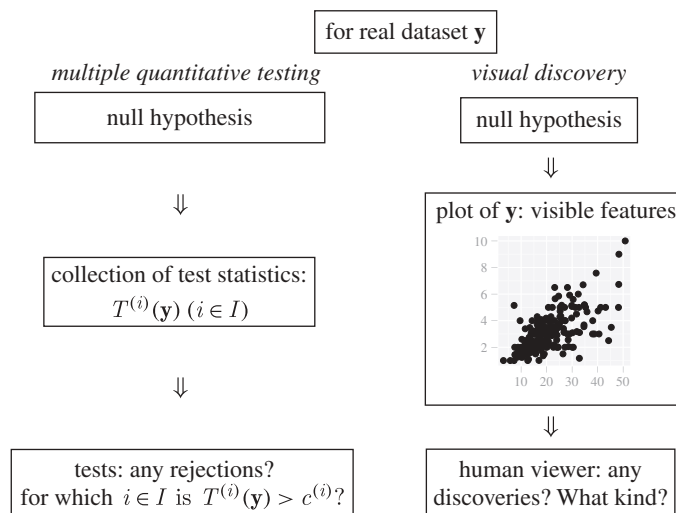 for real dataset y
multiple quantitative testing
visual discovery
null hypothesis
null hypothesis
⇓
⇓
plot of y: visible features
10
8
6
4
2
10 20 30 40 50
collection of test statistics:
T^(i)(y) (i ∈ I)
⇓
⇓
tests: any rejections?
for which i ∈ I is T^(i)(y) > c^(i)?
human viewer: any
discoveries? What kind?